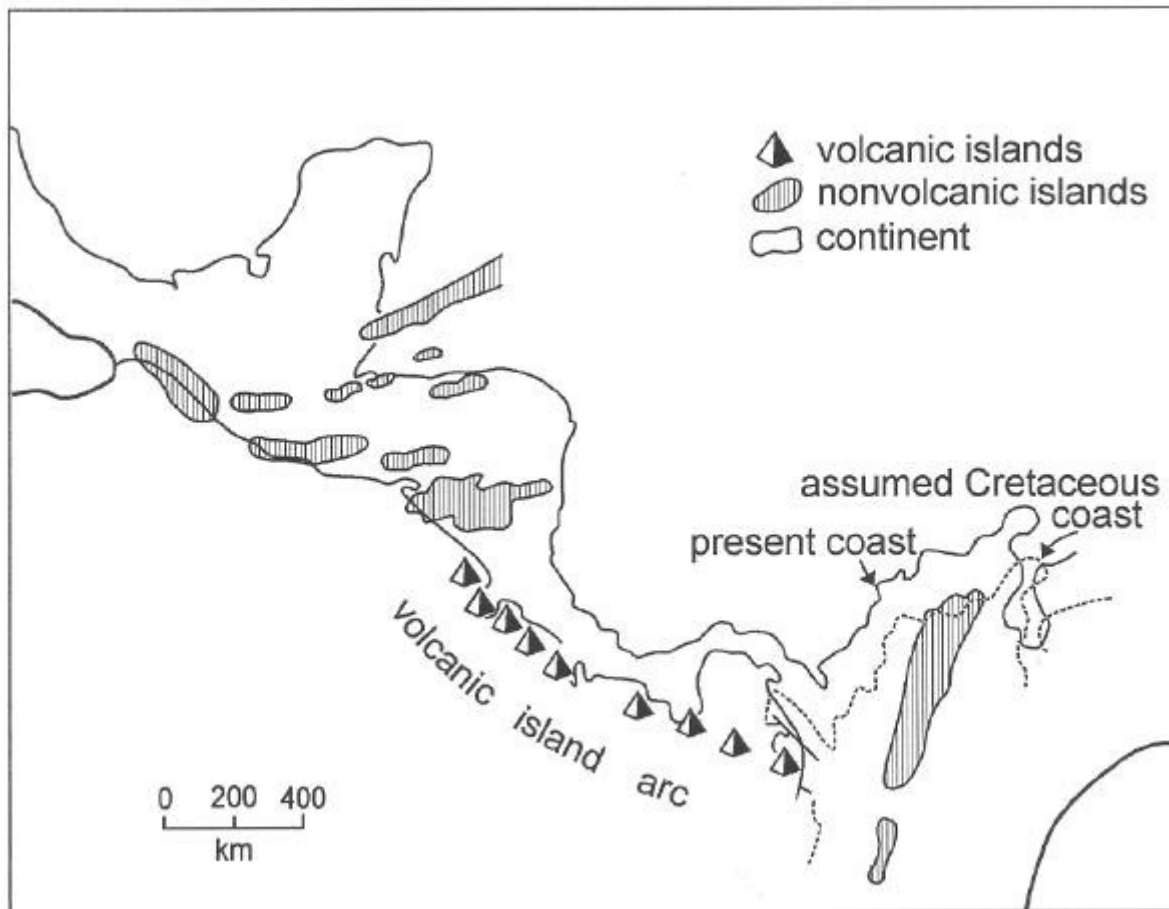 volcanic islands
nonvolcanic islands
continent
assumed Cretaceous
coast
present coast
volcanic island arc
0 200 400
km